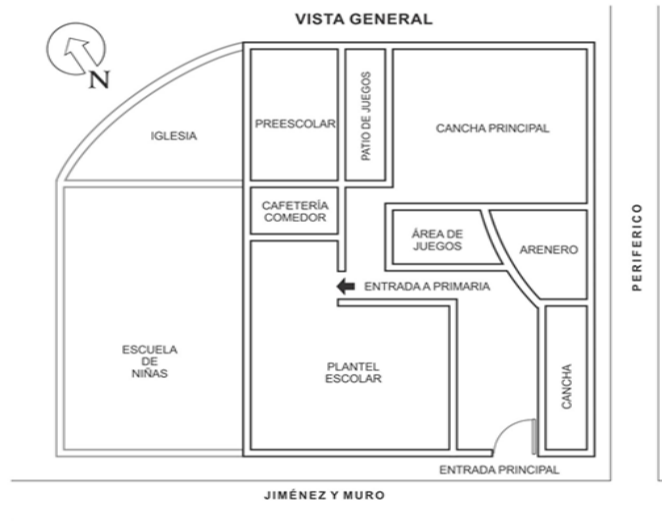 VISTA GENERAL
N
IGLESIA
PREESCOLAR
PATIO DE JUEGOS
CANCHA PRINCIPAL
CAFETERÍA
COMEDOR
ÁREA DE
JUEGOS
ARENERO
PERIFERICO
ENTRADA A PRIMARIA
ESCUELA
DE
NIÑAS
PLANTEL
ESCOLAR
CANCHA
ENTRADA PRINCIPAL
JIMÉNEZ Y MURO